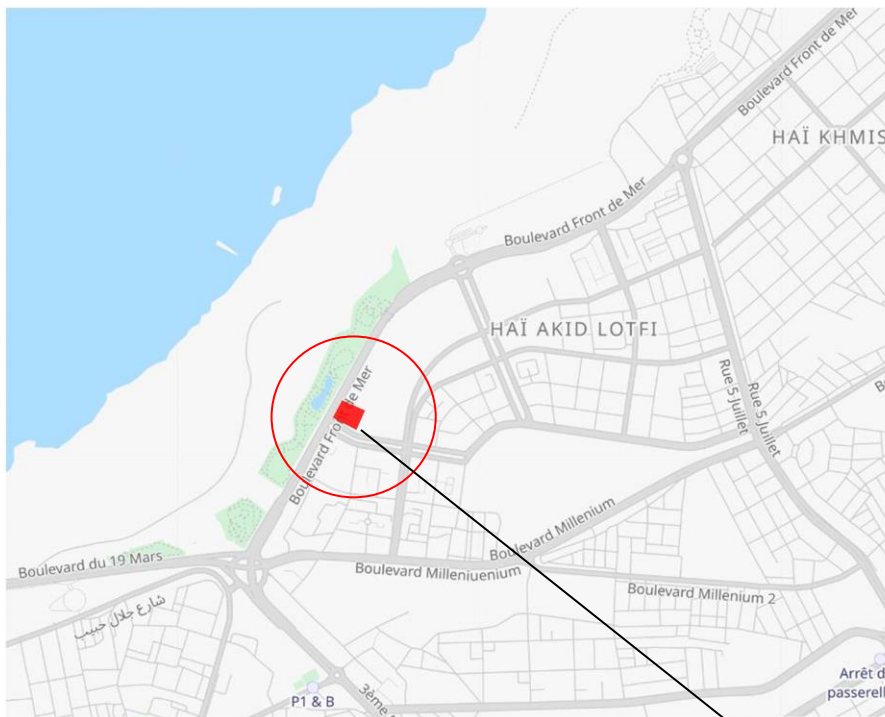 Boulevard Front de Mer
HAÏ KHMIS
Boulevard Front de Mer
HAÏ AKID LOTFI
Boulevard Front de Mer
Rue 5 Juillet
Rue 5 Juillet
Boulevard Millenium
Boulevard du 19 Mars
Boulevard Milleniuenium
Boulevard Millenium 2
شارع جلال حبيب
Arrêt d
passerell
P1 & B
3ème